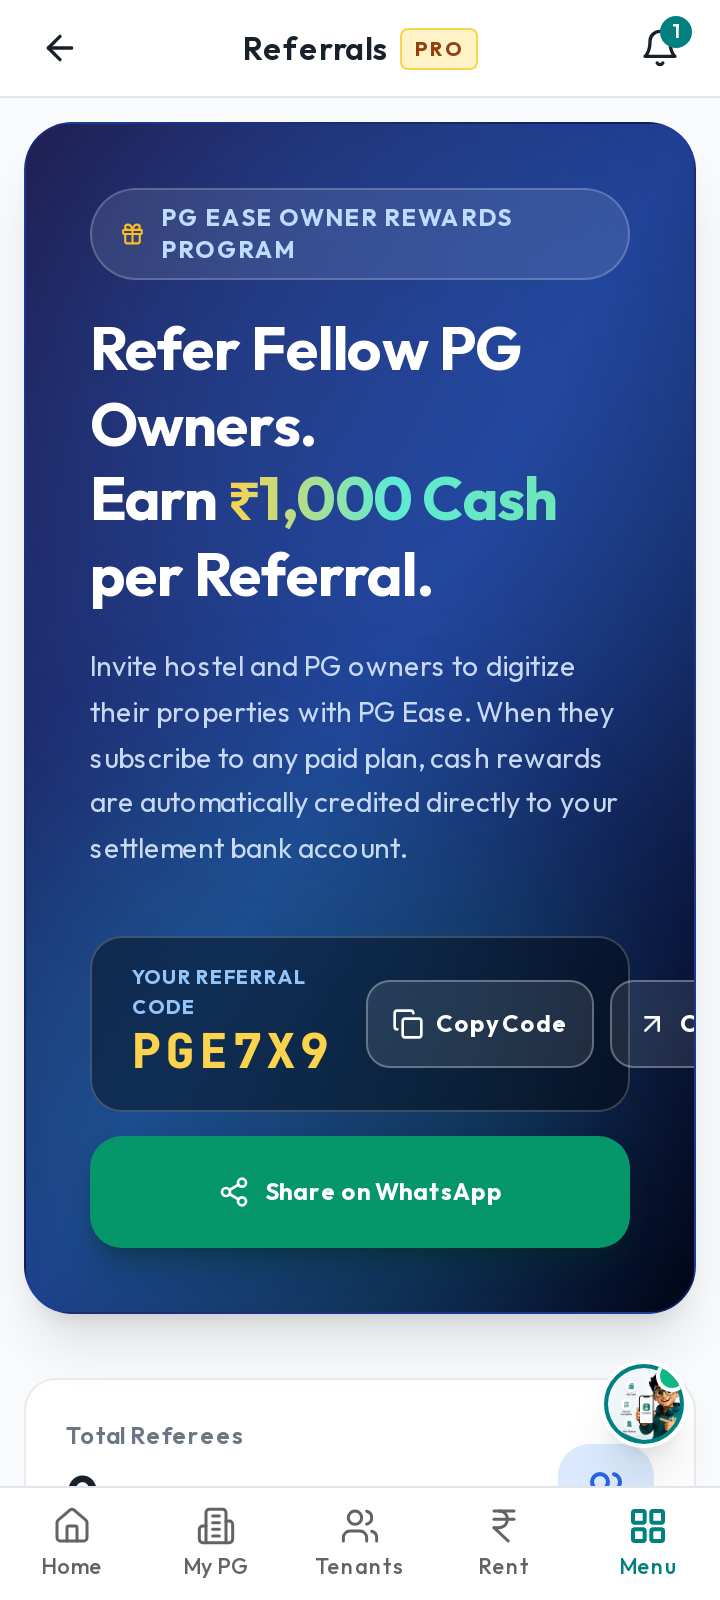 Referrals PRO
1
PG EASE OWNER REWARDS
PROGRAM
Refer Fellow PG
Owners.
Earn ₹1,000 Cash
per Referral.
Invite hostel and PG owners to digitize
their properties with PG Ease. When they
subscribe to any paid plan, cash rewards
are automatically credited directly to your
settlement bank account.
YOUR REFERRAL
CODE
PGE7X9
Copy Code
Share on WhatsApp
Total Referees
Home
My PG
Tenants
Rent
Menu